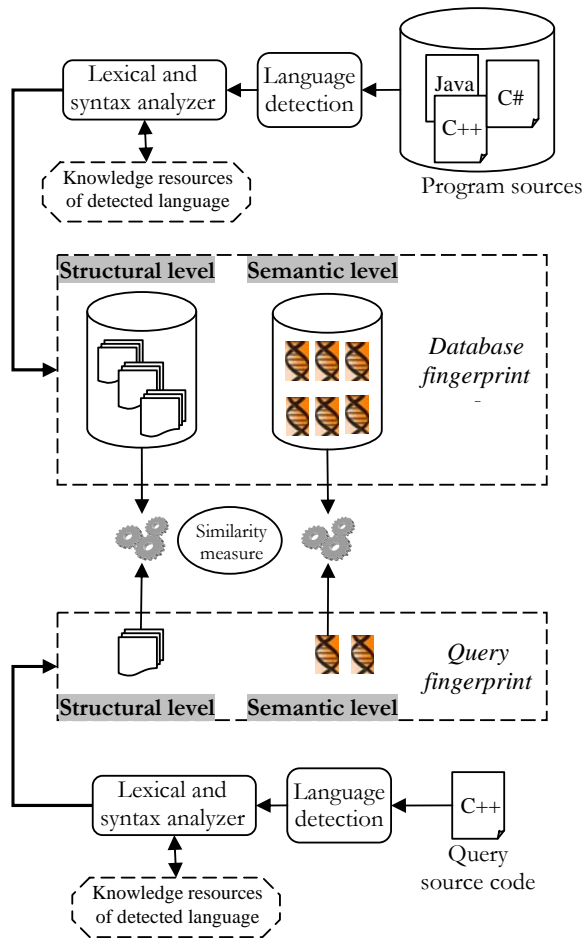 Lexical and
syntax analyzer
Language
detection
Java
C#
C++
Program sources
Knowledge resources
of detected language
Structural level
Semantic level
Database
fingerprint
Similarity
measure
Query
fingerprint
Structural level
Semantic level
Lexical and
syntax analyzer
Language
detection
C++
Query
source code
Knowledge resources
of detected language